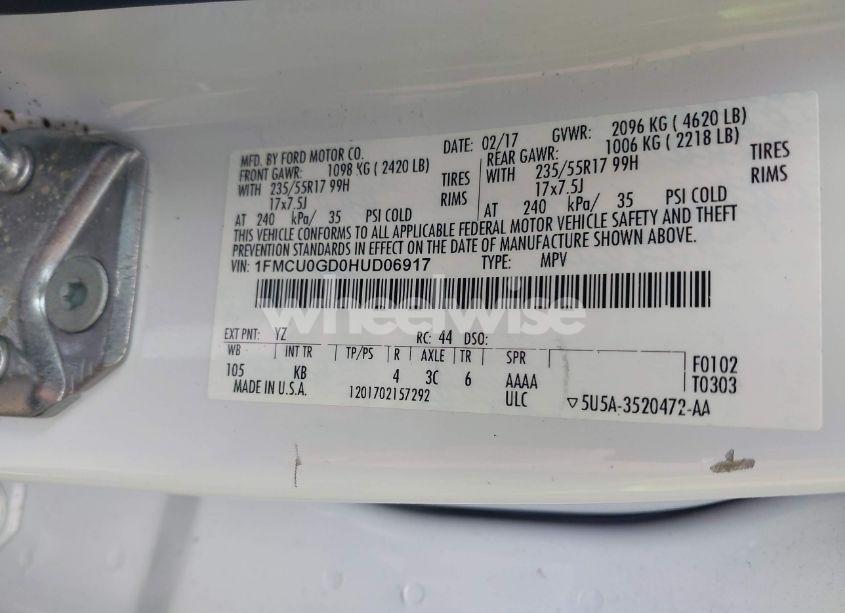 MFD. BY FORD MOTOR CO. DATE: 02/17 GVWR: 2096 KG ( 4620 LB)
FRONT GAWR: 1098 KG ( 2420 LB) REAR GAWR: 1006 KG ( 2218 LB)
WITH 235/55R17 99H TIRES WITH 235/55R17 99H TIRES
17x7.5J RIMS 17x7.5J RIMS
AT 240 kPa/ 35 PSI COLD AT 240 kPa/ 35 PSI COLD
THIS VEHICLE CONFORMS TO ALL APPLICABLE FEDERAL MOTOR VEHICLE SAFETY AND THEFT
PREVENTION STANDARDS IN EFFECT ON THE DATE OF MANUFACTURE SHOWN ABOVE.
VIN: 1FMCU0GD0HUD06917 TYPE: MPV
wheelwise
EXT PNT: YZ RC: 44 DSO:
WB INT TR TP/PS R AXLE TR SPR
105 KB 4 3C 6 AAAA F0102
MADE IN U.S.A. 1201702157292 ULC 5U5A-3520472-AA T0303